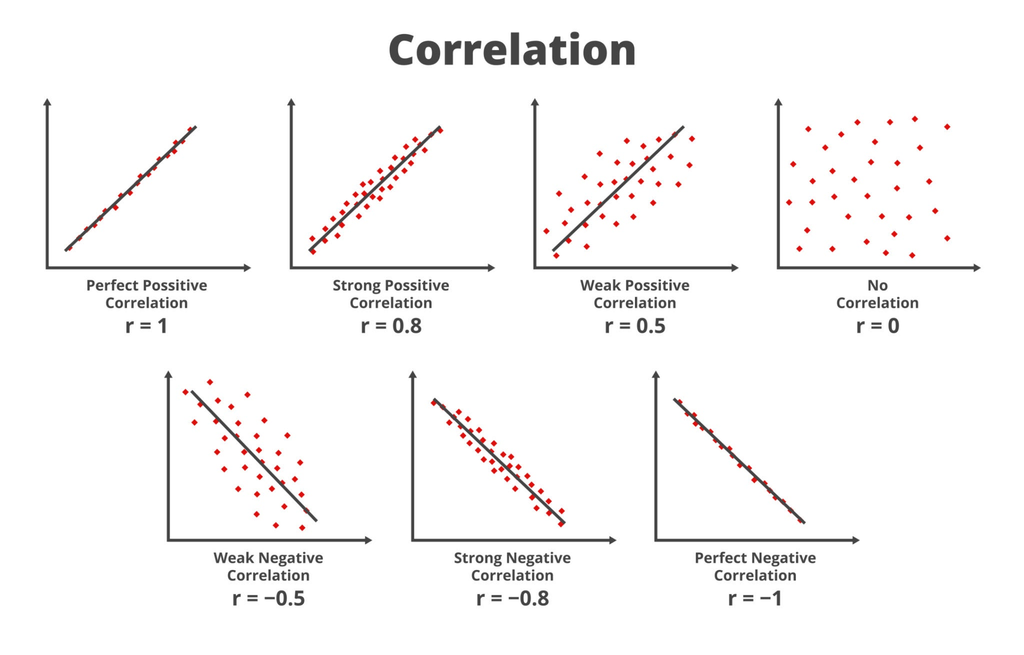 Correlation
Perfect Possitive
Correlation
r = 1
Strong Possitive
Correlation
r = 0.8
Weak Possitive
Correlation
r = 0.5
No
Correlation
r = 0
Weak Negative
Correlation
r = −0.5
Strong Negative
Correlation
r = −0.8
Perfect Negative
Correlation
r = −1